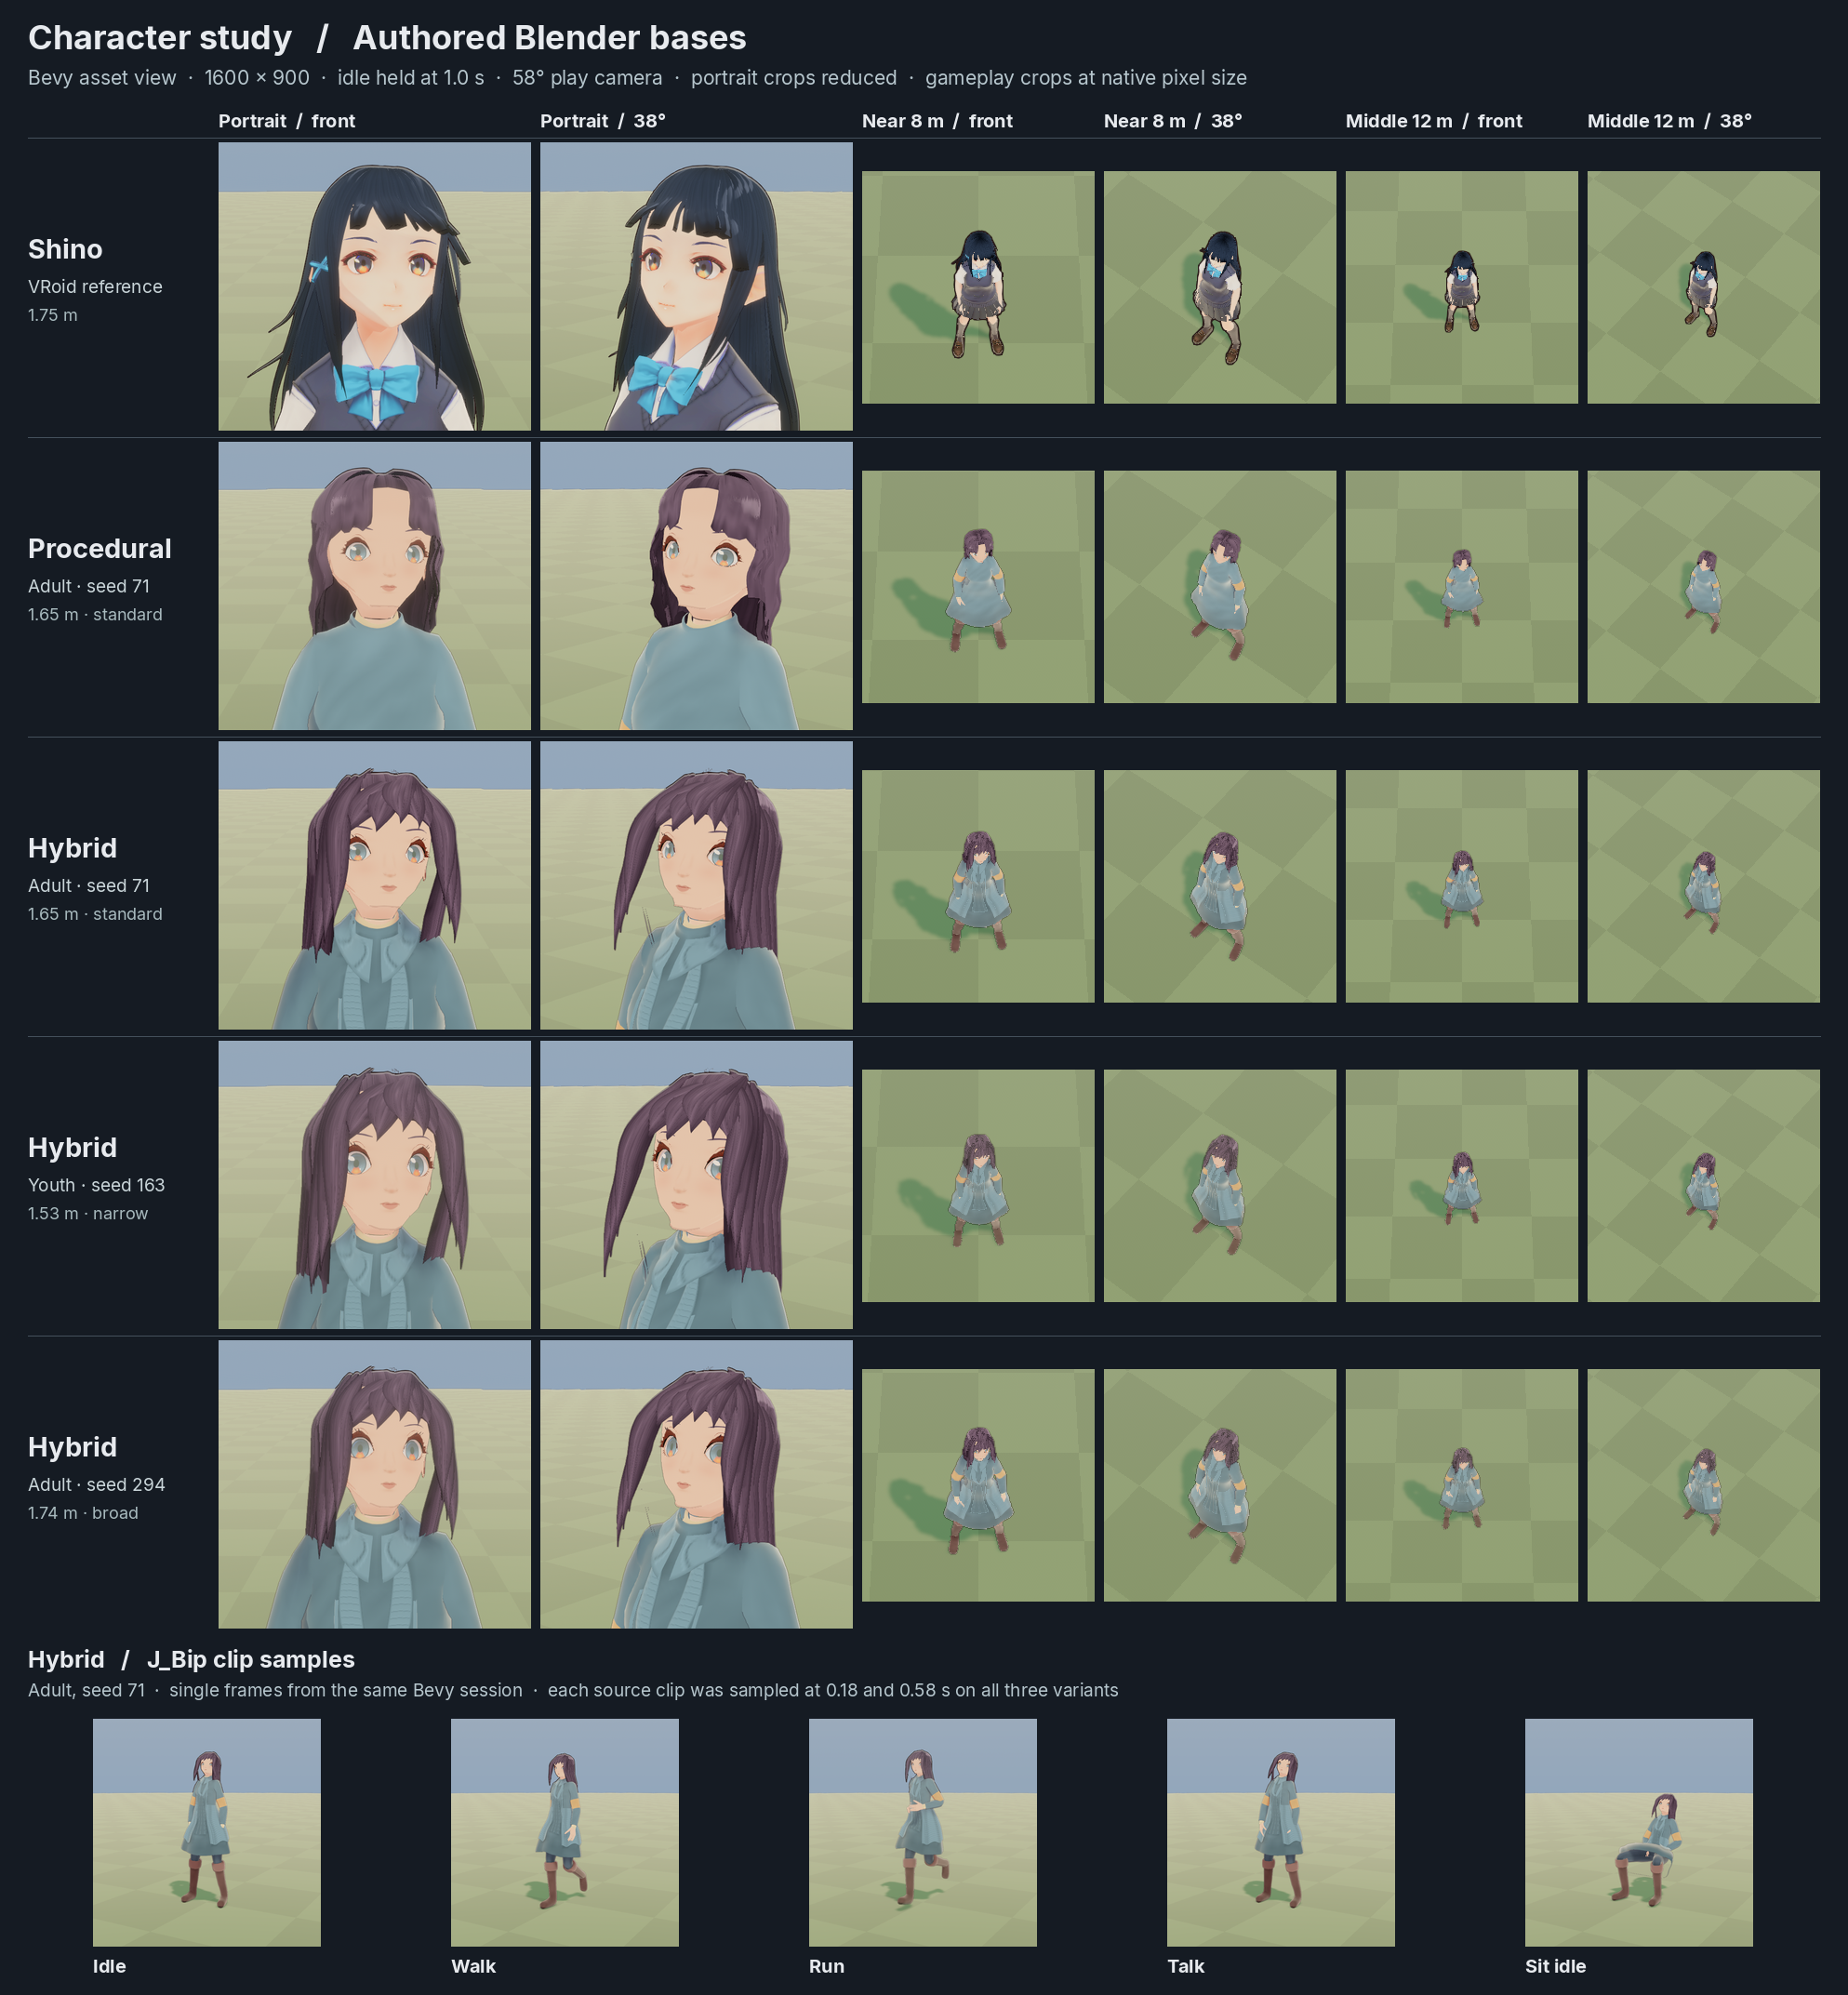 Character study / Authored Blender bases
Bevy asset view · 1600 × 900 · idle held at 1.0 s · 58° play camera · portrait crops reduced · gameplay crops at native pixel size
Portrait / front Portrait / 38° Near 8 m / front Near 8 m / 38° Middle 12 m / front Middle 12 m / 38°
Shino
VRoid reference
1.75 m
Procedural
Adult · seed 71
1.65 m · standard
Hybrid
Adult · seed 71
1.65 m · standard
Hybrid
Youth · seed 163
1.53 m · narrow
Hybrid
Adult · seed 294
1.74 m · broad
Hybrid / J_Bip clip samples
Adult, seed 71 · single frames from the same Bevy session · each source clip was sampled at 0.18 and 0.58 s on all three variants
Idle Walk Run Talk Sit idle